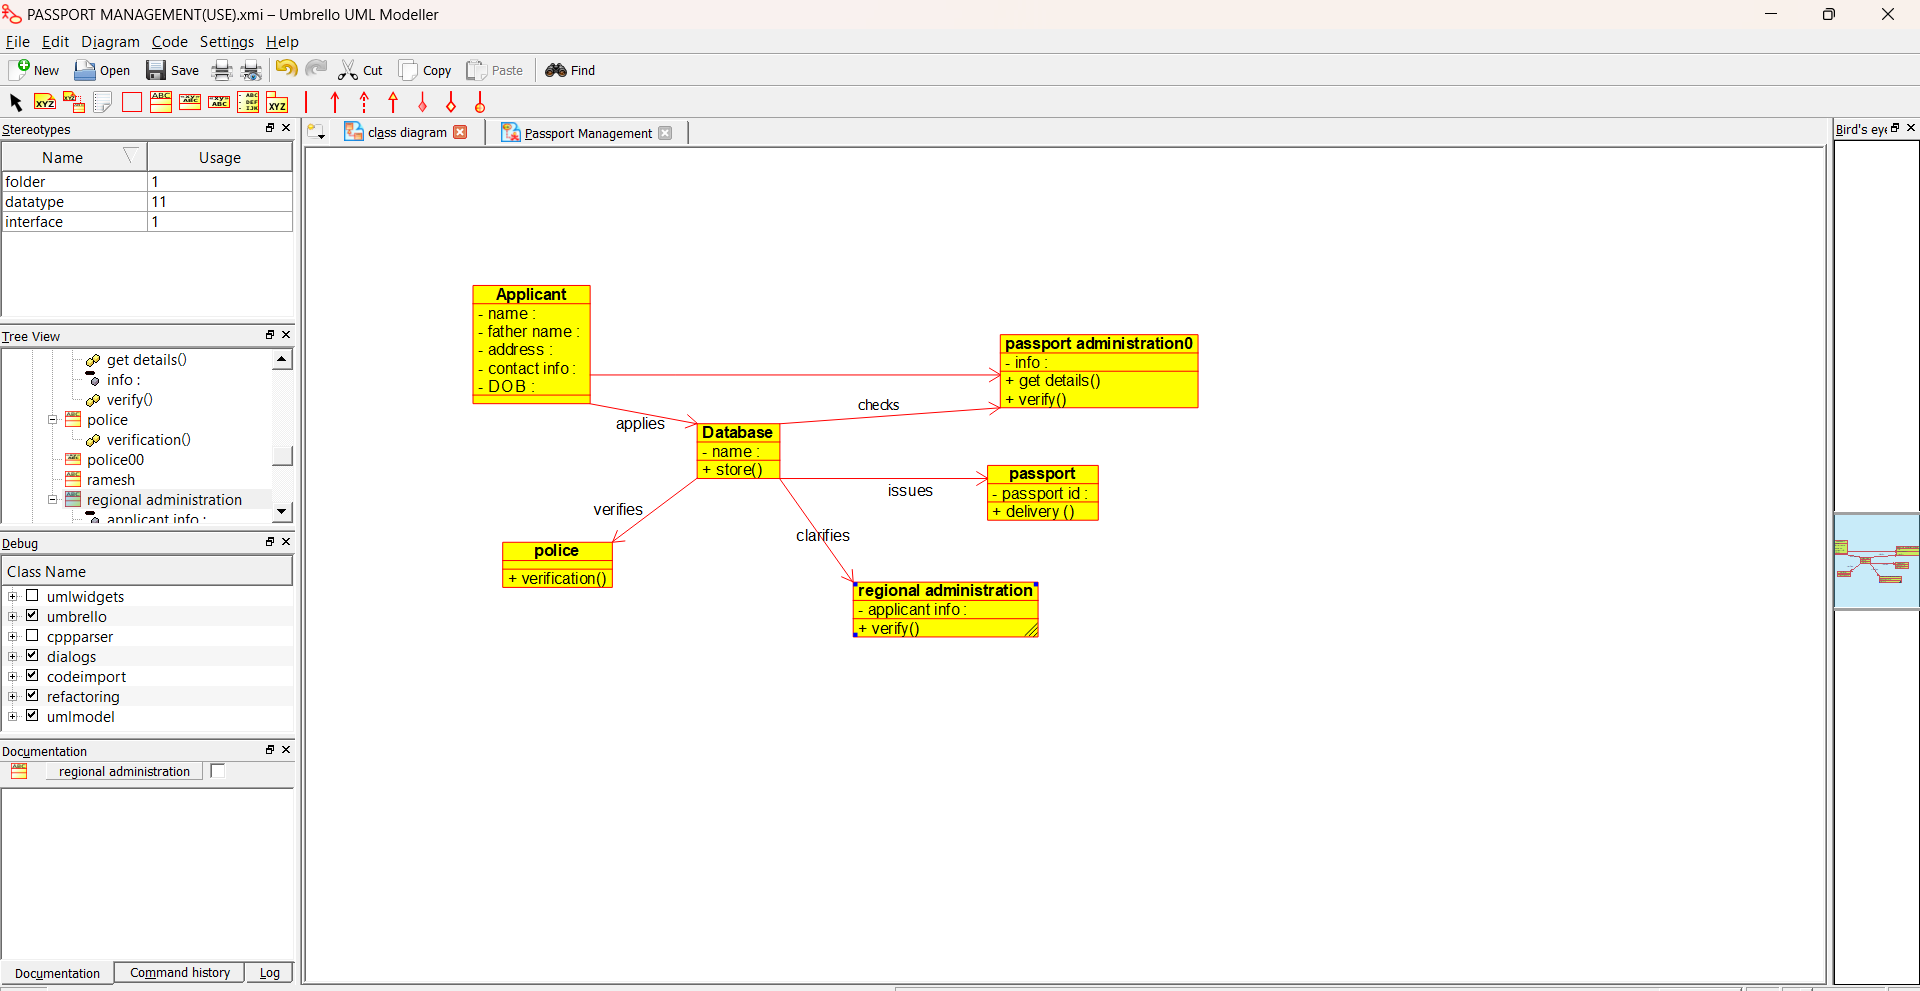 PASSPORT MANAGEMENT(USE).xmi – Umbrello UML Modeller
File Edit Diagram Code Settings Help
New Open Save Cut Copy Paste Find
Stereotypes
Name Usage
folder 1
datatype 11
interface 1
Tree View
get details()
info :
verify()
police
verification()
police00
ramesh
regional administration
applicant info :
Debug
Class Name
umlwidgets
umbrello
cppparser
dialogs
codeimport
refactoring
umlmodel
Documentation
regional administration
Documentation Command history Log
class diagram Passport Management
Applicant
- name :
- father name :
- address :
- contact info :
- DOB :
passport administration0
- info :
+ get details()
+ verify()
checks
applies
Database
- name :
+ store()
passport
- passport id :
+ delivery ()
issues
verifies
clarifies
police
+ verification()
regional administration
- applicant info :
+ verify()
Bird's eye